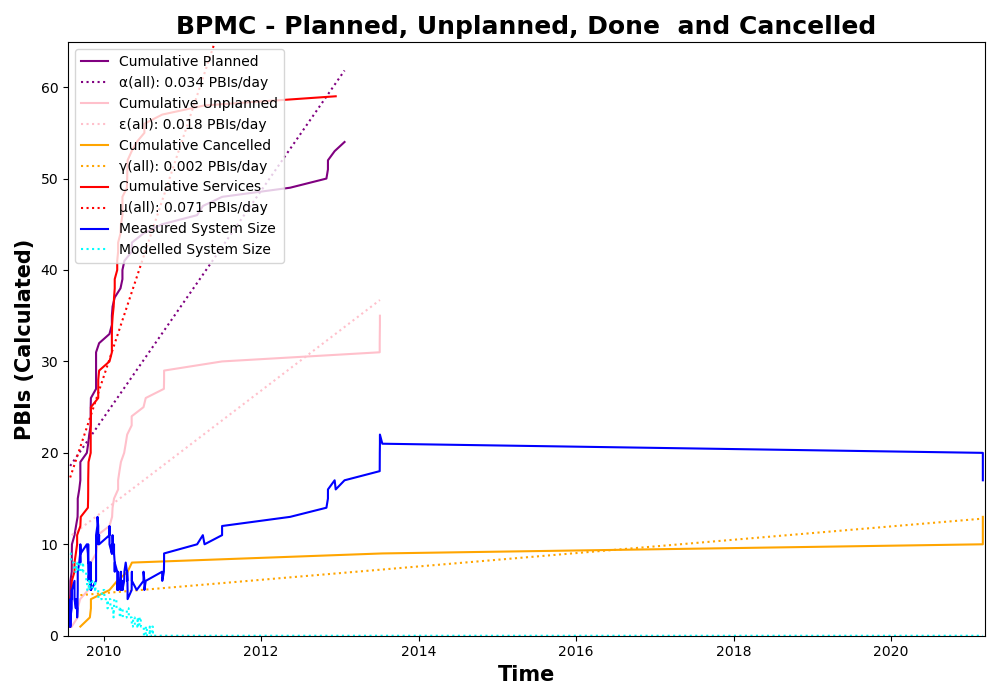 BPMC - Planned, Unplanned, Done  and Cancelled
Cumulative Planned
α(all): 0.034 PBIs/day
Cumulative Unplanned
ε(all): 0.018 PBIs/day
Cumulative Cancelled
γ(all): 0.002 PBIs/day
Cumulative Services
μ(all): 0.071 PBIs/day
Measured System Size
Modelled System Size
PBIs (Calculated)
60
50
40
30
20
10
0
2010 2012 2014 2016 2018 2020
Time